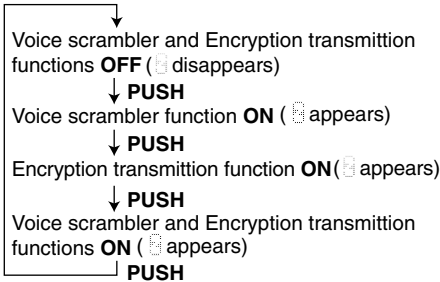 Voice scrambler and Encryption transmittion
functions OFF ( disappears)
PUSH
Voice scrambler function ON ( appears)
PUSH
Encryption transmittion function ON( appears)
PUSH
Voice scrambler and Encryption transmittion
functions ON ( appears)
PUSH